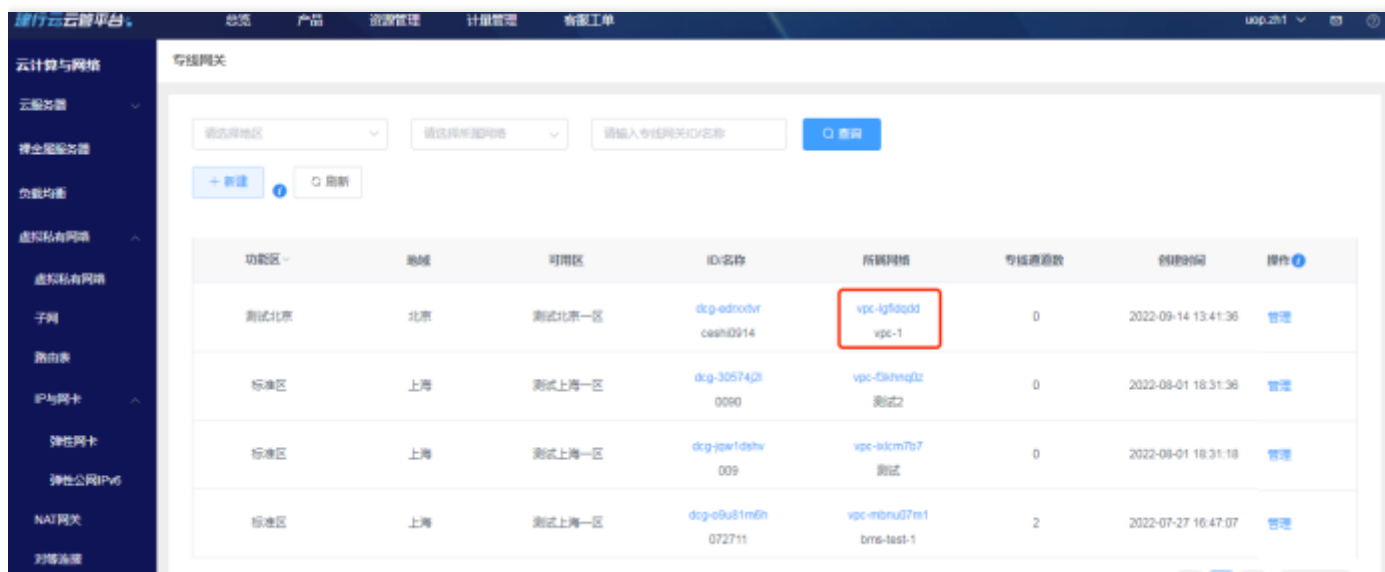 建行云云管平台
总览 产品 资源管理 计量管理 客服工单 uop.zh1
云计算与网络
专线网关
云服务器
裸金属服务器
负载均衡
虚拟私有网络
虚拟私有网络
子网
路由表
IP与网卡
弹性网卡
弹性公网IPv6
NAT网关
对等连接
请选择地区 请选择所属网络 请输入专线网关ID/名称 查询
+ 新建 刷新
功能区 地域 可用区 ID/名称 所属网络 专线通道数 创建时间 操作
测试北京 北京 测试北京一区 0 2022-09-14 13:41:36 管理
ceshi0914 vpc-1
标准区 上海 测试上海一区 dcg-30574j2l vpc-f3khnq0z 0 2022-08-01 18:31:36 管理
0090 测试2
标准区 上海 测试上海一区 dcg-jqw1dshv vpc-ixlcm7b7 0 2022-08-01 18:31:18 管理
009 测试
标准区 上海 测试上海一区 dcg-o9u81m6h vpc-mbnu07m1 2 2022-07-27 16:47:07 管理
072711 bms-test-1